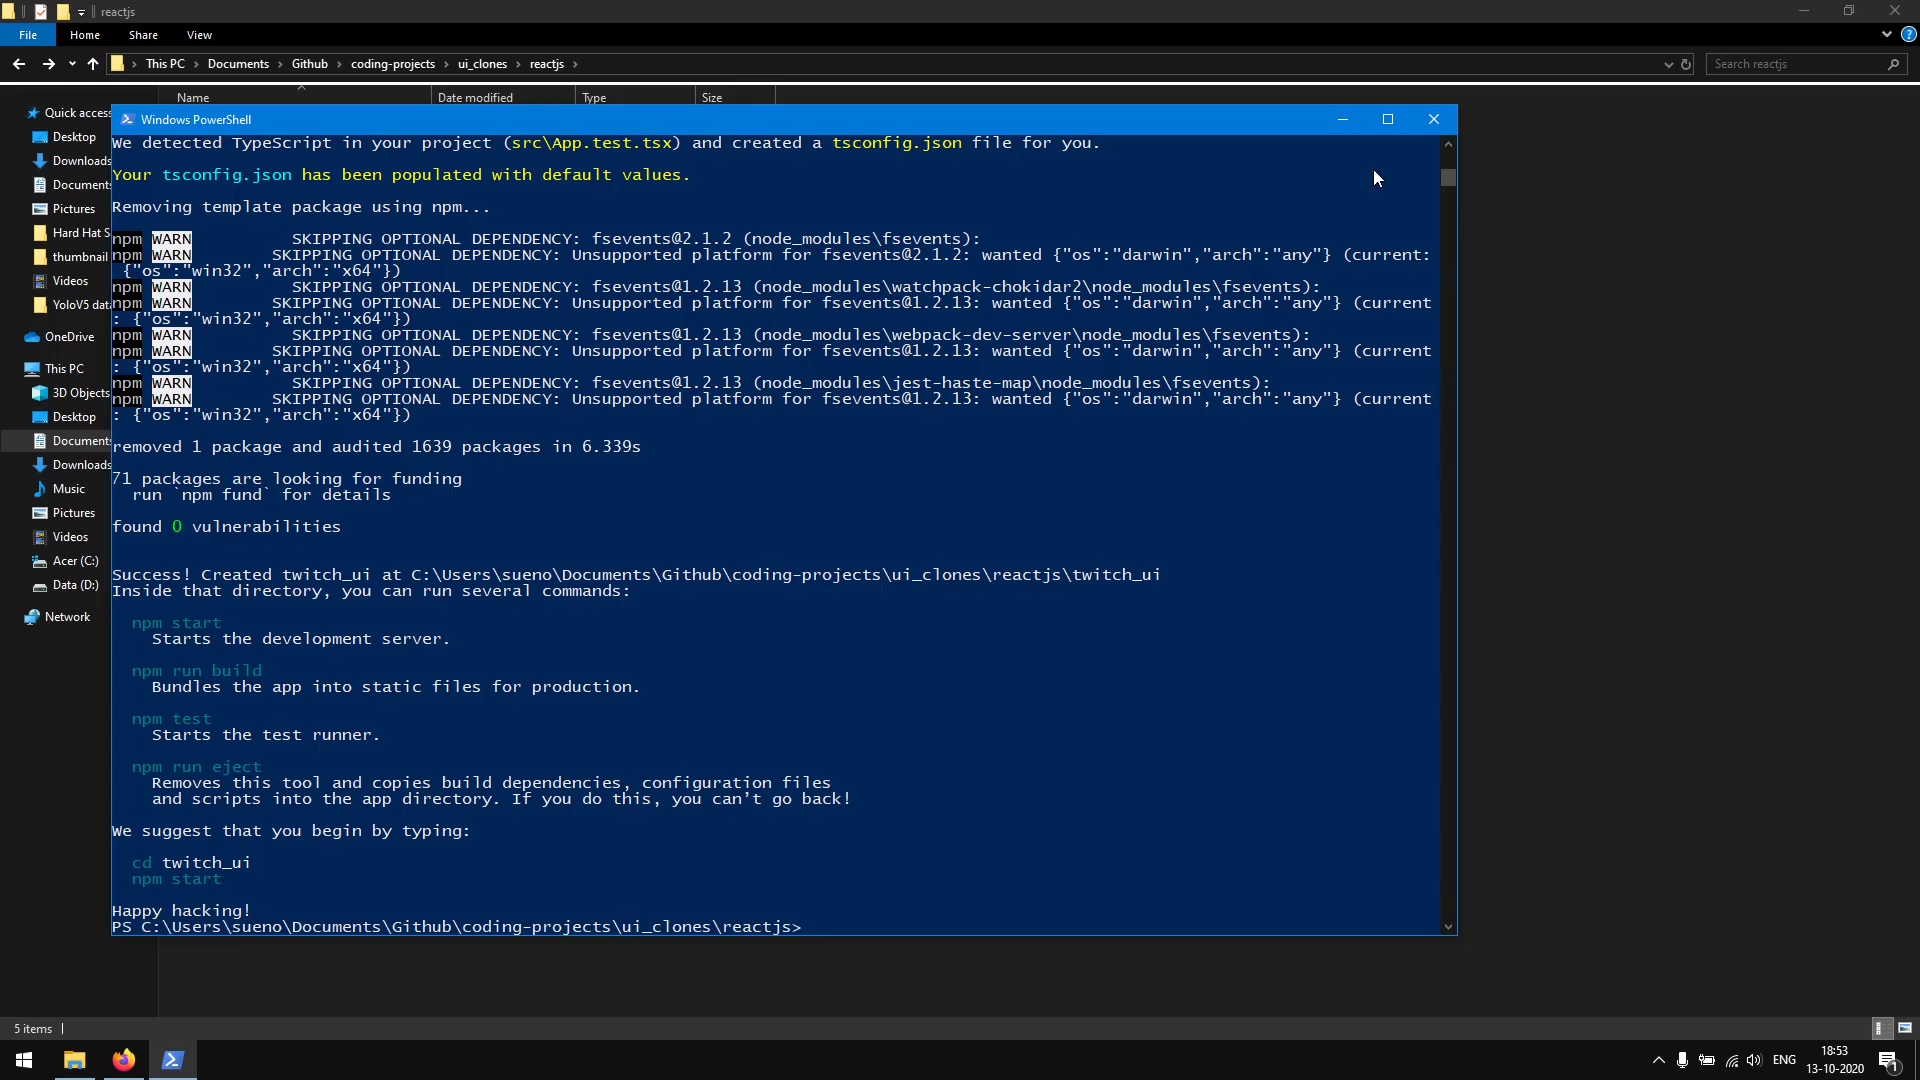 reactjs
File Home Share View
This PC Documents Github coding-projects ui_clones reactjs
Search reactjs
Name Date modified Type Size
Quick access
Desktop
Downloads
Documents
Pictures
Hard Hat S
thumbnail
Videos
YoloV5 data
OneDrive
This PC
3D Objects
Desktop
Documents
Downloads
Music
Pictures
Videos
Acer (C:)
Data (D:)
Network
Windows PowerShell
We detected TypeScript in your project (src\App.test.tsx) and created a tsconfig.json file for you.
Your tsconfig.json has been populated with default values.
Removing template package using npm...
npm WARN SKIPPING OPTIONAL DEPENDENCY: fsevents@2.1.2 (node_modules\fsevents):
npm WARN SKIPPING OPTIONAL DEPENDENCY: Unsupported platform for fsevents@2.1.2: wanted {"os":"darwin","arch":"any"} (current:
{"os":"win32","arch":"x64"})
npm WARN SKIPPING OPTIONAL DEPENDENCY: fsevents@1.2.13 (node_modules\watchpack-chokidar2\node_modules\fsevents):
npm WARN SKIPPING OPTIONAL DEPENDENCY: Unsupported platform for fsevents@1.2.13: wanted {"os":"darwin","arch":"any"} (current
: {"os":"win32","arch":"x64"})
npm WARN SKIPPING OPTIONAL DEPENDENCY: fsevents@1.2.13 (node_modules\webpack-dev-server\node_modules\fsevents):
npm WARN SKIPPING OPTIONAL DEPENDENCY: Unsupported platform for fsevents@1.2.13: wanted {"os":"darwin","arch":"any"} (current
: {"os":"win32","arch":"x64"})
npm WARN SKIPPING OPTIONAL DEPENDENCY: fsevents@1.2.13 (node_modules\jest-haste-map\node_modules\fsevents):
npm WARN SKIPPING OPTIONAL DEPENDENCY: Unsupported platform for fsevents@1.2.13: wanted {"os":"darwin","arch":"any"} (current
: {"os":"win32","arch":"x64"})
removed 1 package and audited 1639 packages in 6.339s
71 packages are looking for funding
run `npm fund` for details
found 0 vulnerabilities
Success! Created twitch_ui at C:\Users\sueno\Documents\Github\coding-projects\ui_clones\reactjs\twitch_ui
Inside that directory, you can run several commands:
npm start
Starts the development server.
npm run build
Bundles the app into static files for production.
npm test
Starts the test runner.
npm run eject
Removes this tool and copies build dependencies, configuration files
and scripts into the app directory. If you do this, you can’t go back!
We suggest that you begin by typing:
cd twitch_ui
npm start
Happy hacking!
PS C:\Users\sueno\Documents\Github\coding-projects\ui_clones\reactjs>
5 items
ENG
18:53
13-10-2020
1